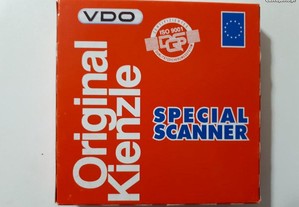 VDO
ISO 9001
Original
Kienzle
SPECIAL
SCANNER